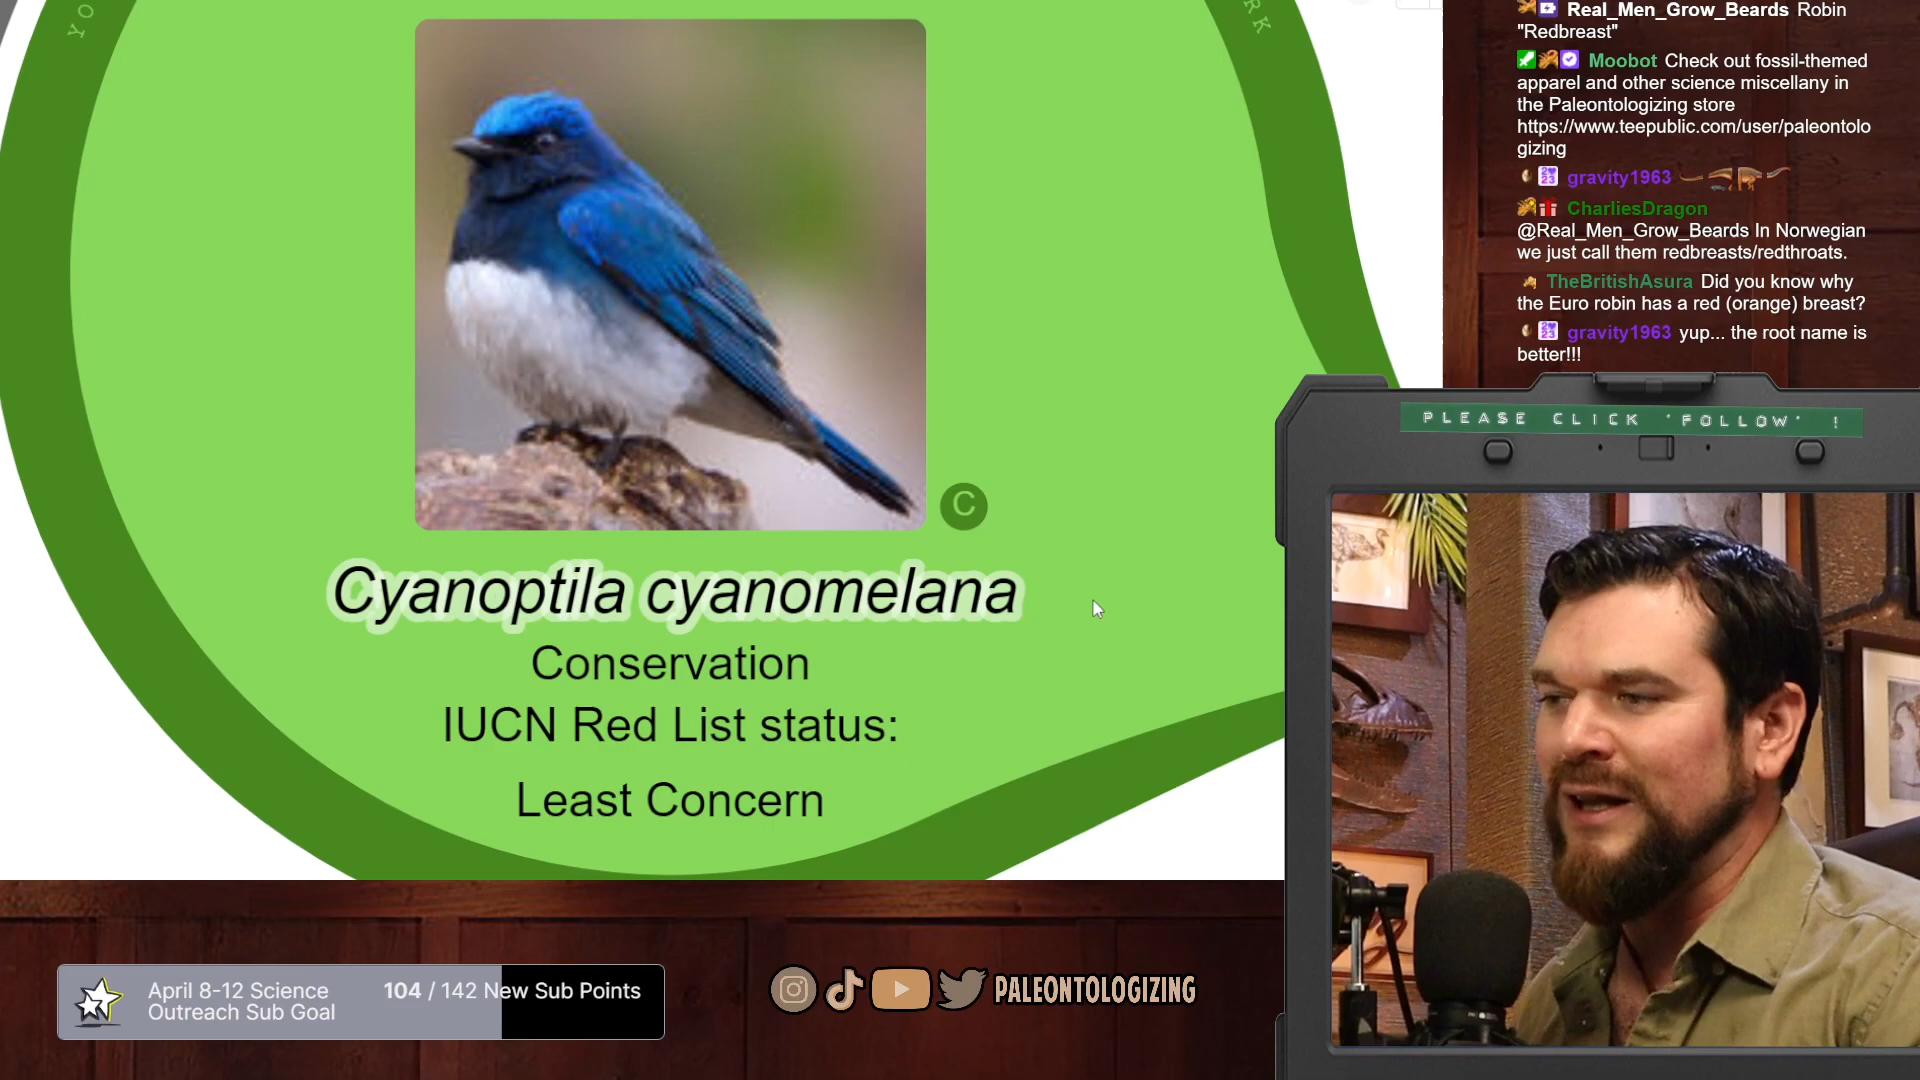 YO
RK
C
Cyanoptila cyanomelana
Conservation
IUCN Red List status:
Least Concern
Real_Men_Grow_Beards Robin
"Redbreast"
Moobot Check out fossil-themed
apparel and other science miscellany in
the Paleontologizing store
https://www.teepublic.com/user/paleontolo
gizing
gravity1963
CharliesDragon
@Real_Men_Grow_Beards In Norwegian
we just call them redbreasts/redthroats.
TheBritishAsura Did you know why
the Euro robin has a red (orange) breast?
gravity1963 yup... the root name is
better!!!
PLEASE CLICK 'FOLLOW' !
April 8-12 Science
Outreach Sub Goal
104 / 142 New Sub Points
PALEONTOLOGIZING